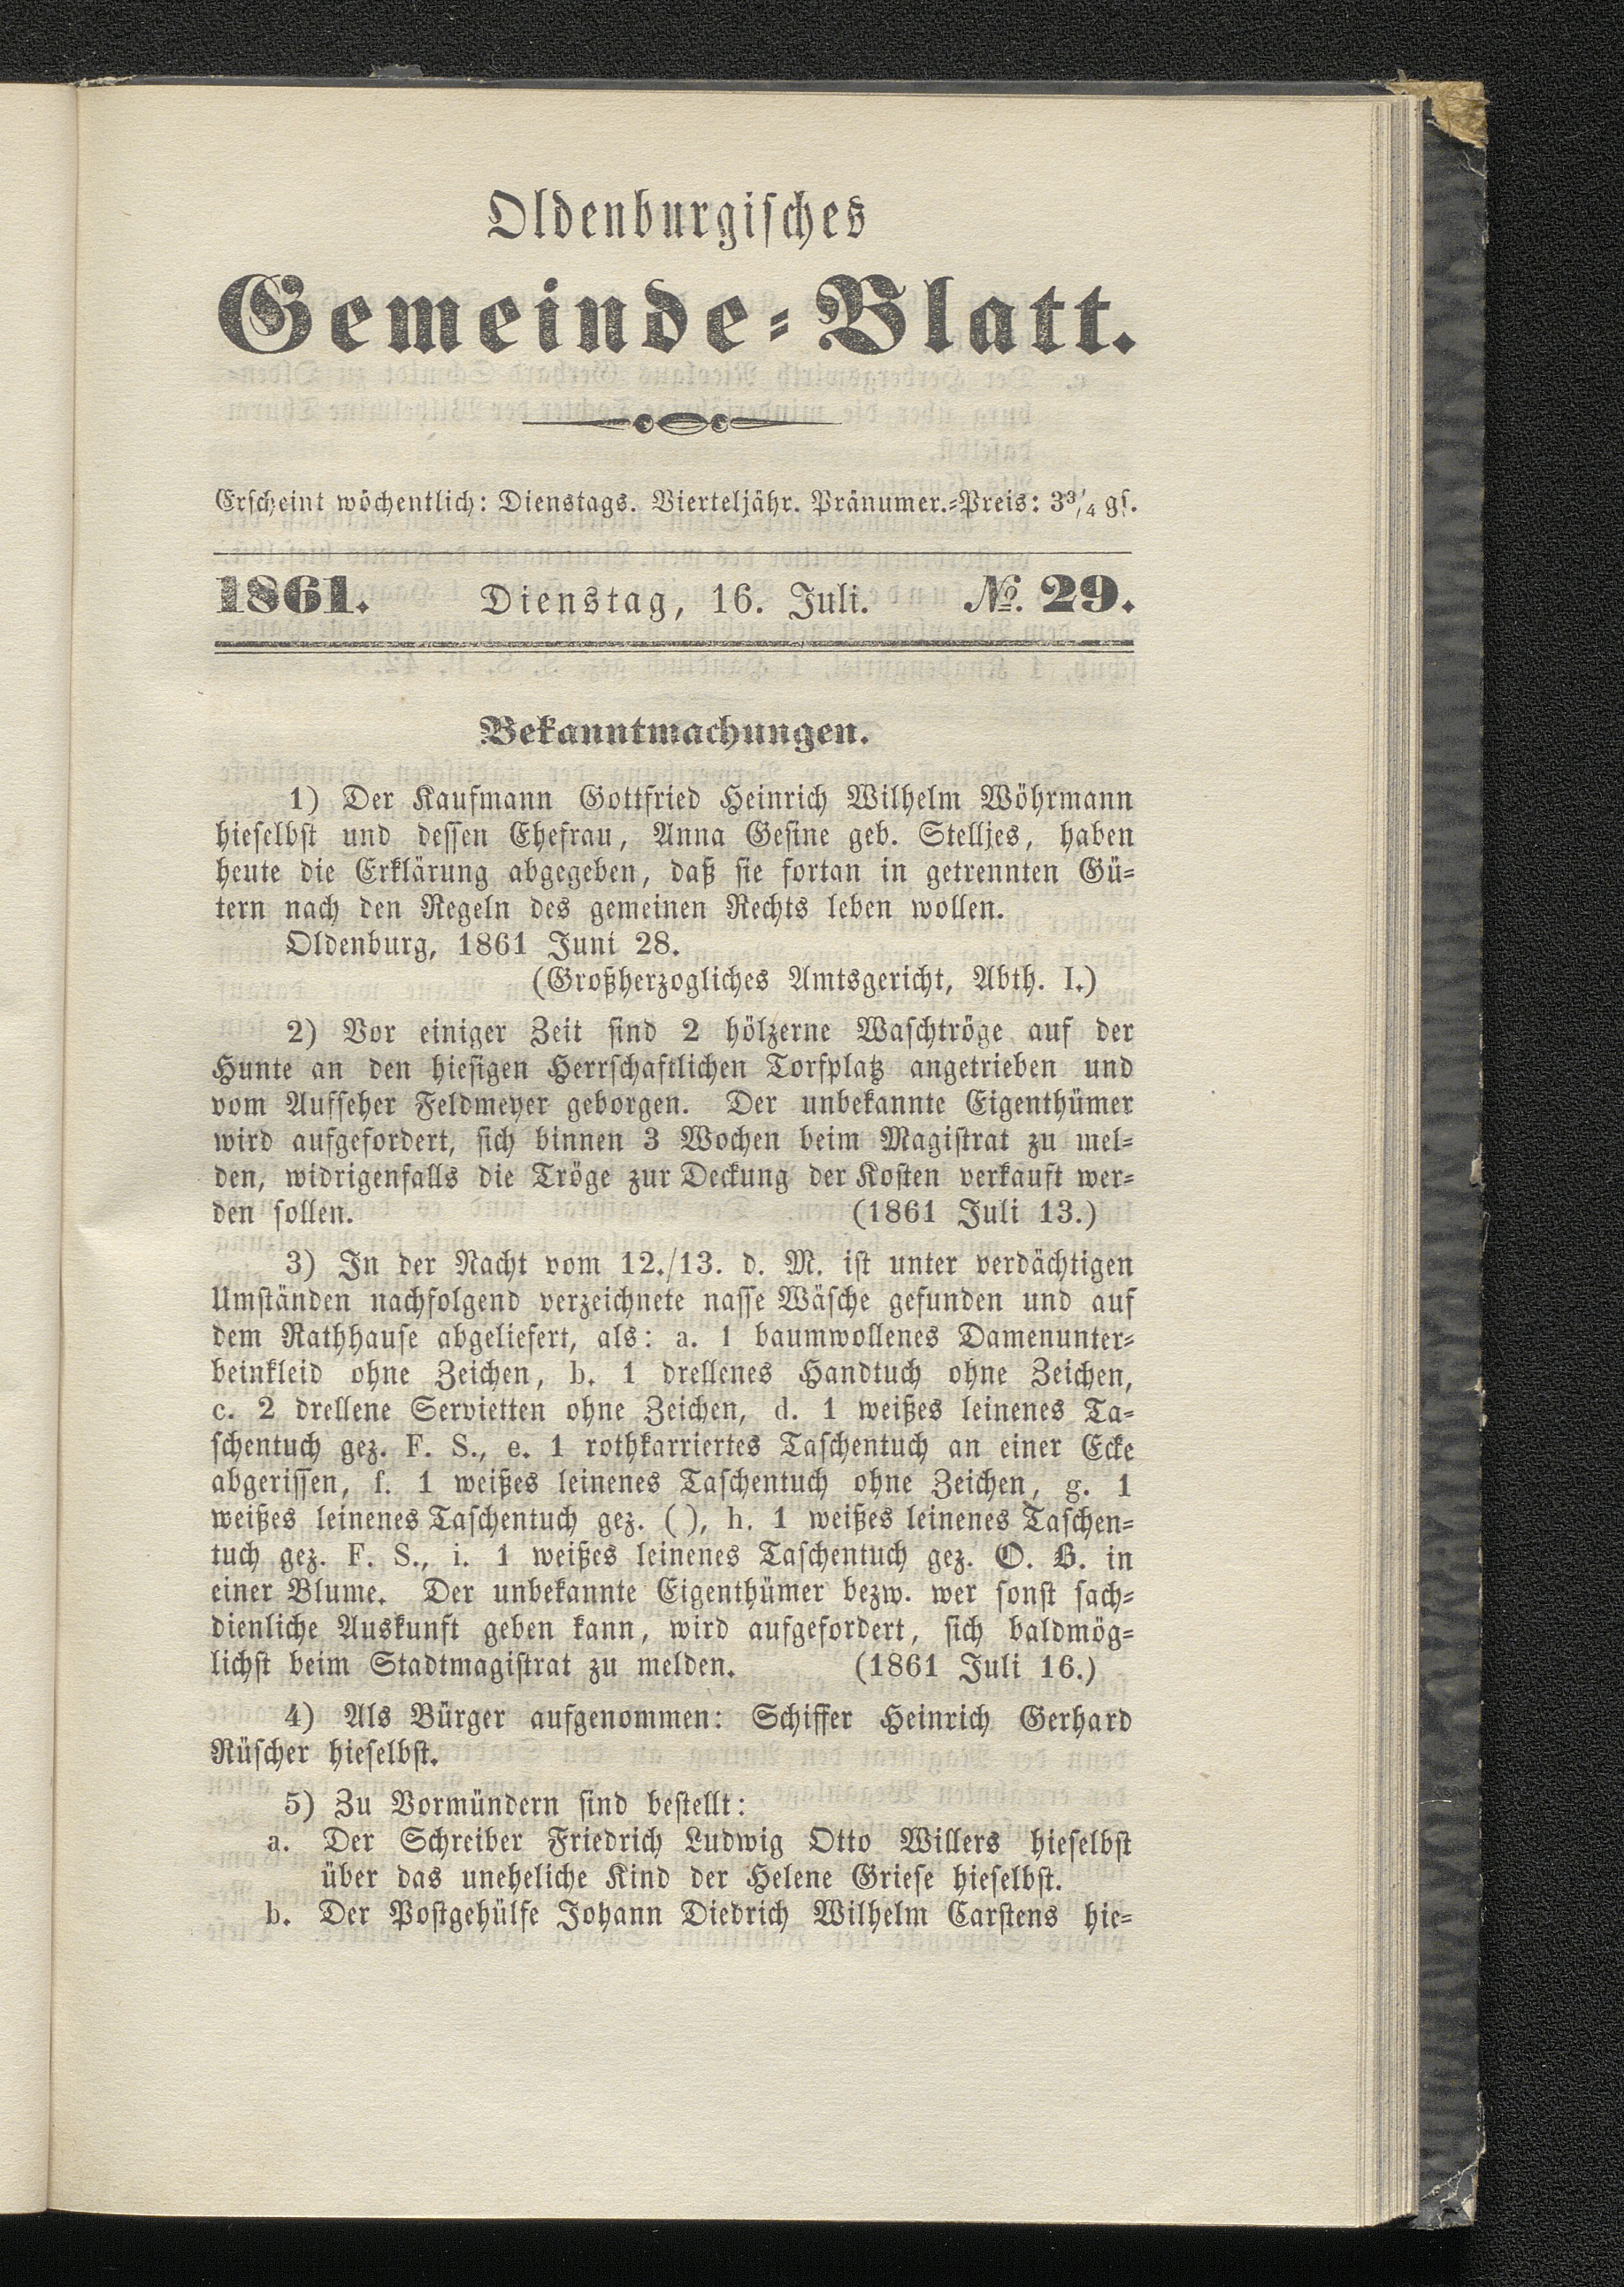 Oldenburgisches
Gemeinde-Blatt.
Erscheint wöchentlich: Dienstags. Vierteljähr. Pränumer.-Preis: 3¾ gs.
1861. Dienstag, 16. Juli. №. 29.
Bekanntmachungen.
1) Der Kaufmann Gottfried Heinrich Wilhelm Wöhrmann
hieselbst und dessen Ehefrau, Anna Gesine geb. Stelljes, haben
heute die Erklärung abgegeben, daß sie fortan in getrennten Gü-
tern nach den Regeln des gemeinen Rechts leben wollen.
Oldenburg, 1861 Juni 28.
(Großherzogliches Amtsgericht, Abth. I.)
2) Vor einiger Zeit sind 2 hölzerne Waschtröge auf der
Hunte an den hiesigen Herrschaftlichen Torfplatz angetrieben und
vom Aufseher Feldmeyer geborgen. Der unbekannte Eigenthümer
wird aufgefordert, sich binnen 3 Wochen beim Magistrat zu mel-
den, widrigenfalls die Tröge zur Deckung der Kosten verkauft wer-
den sollen. (1861 Juli 13.)
3) In der Nacht vom 12./13. d. M. ist unter verdächtigen
Umständen nachfolgend verzeichnete nasse Wäsche gefunden und auf
dem Rathhause abgeliefert, als: a. 1 baumwollenes Damenunter-
beinkleid ohne Zeichen, b. 1 drellenes Handtuch ohne Zeichen,
c. 2 drellene Servietten ohne Zeichen, d. 1 weißes leinenes Ta-
schentuch gez. F. S., e. 1 rothkarriertes Taschentuch an einer Ecke
abgerissen, f. 1 weißes leinenes Taschentuch ohne Zeichen, g. 1
weißes leinenes Taschentuch gez. ( ), h. 1 weißes leinenes Taschen-
tuch gez. F. S., i. 1 weißes leinenes Taschentuch gez. O. B. in
einer Blume. Der unbekannte Eigenthümer bezw. wer sonst sach-
dienliche Auskunft geben kann, wird aufgefordert, sich baldmög-
lichst beim Stadtmagistrat zu melden. (1861 Juli 16.)
4) Als Bürger aufgenommen: Schiffer Heinrich Gerhard
Rüscher hieselbst.
5) Zu Vormündern sind bestellt:
a. Der Schreiber Friedrich Ludwig Otto Willers hieselbst
über das uneheliche Kind der Helene Griese hieselbst.
b. Der Postgehülfe Johann Diedrich Wilhelm Carstens hie-